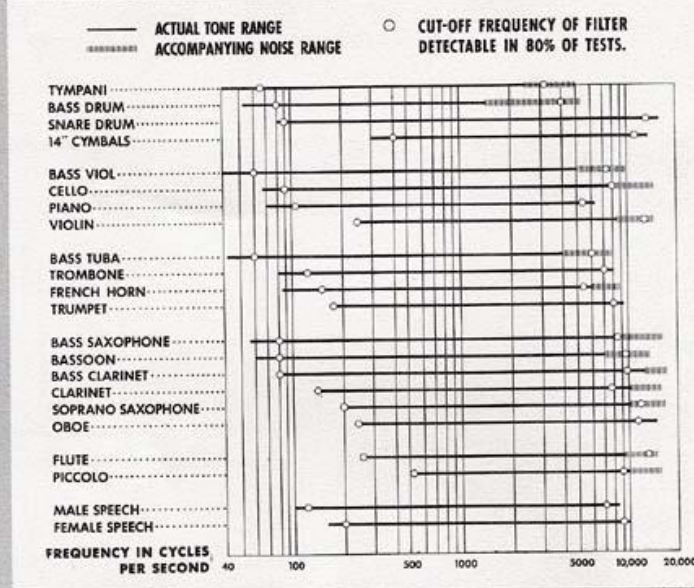 ACTUAL TONE RANGE
ACCOMPANYING NOISE RANGE
CUT-OFF FREQUENCY OF FILTER
DETECTABLE IN 80% OF TESTS.
TYMPANI
BASS DRUM
SNARE DRUM
14" CYMBALS
BASS VIOL
CELLO
PIANO
VIOLIN
BASS TUBA
TROMBONE
FRENCH HORN
TRUMPET
BASS SAXOPHONE
BASSOON
BASS CLARINET
CLARINET
SOPRANO SAXOPHONE
OBOE
FLUTE
PICCOLO
MALE SPEECH
FEMALE SPEECH
FREQUENCY IN CYCLES
PER SECOND
40 100 500 1000 5000 10,000 20,000